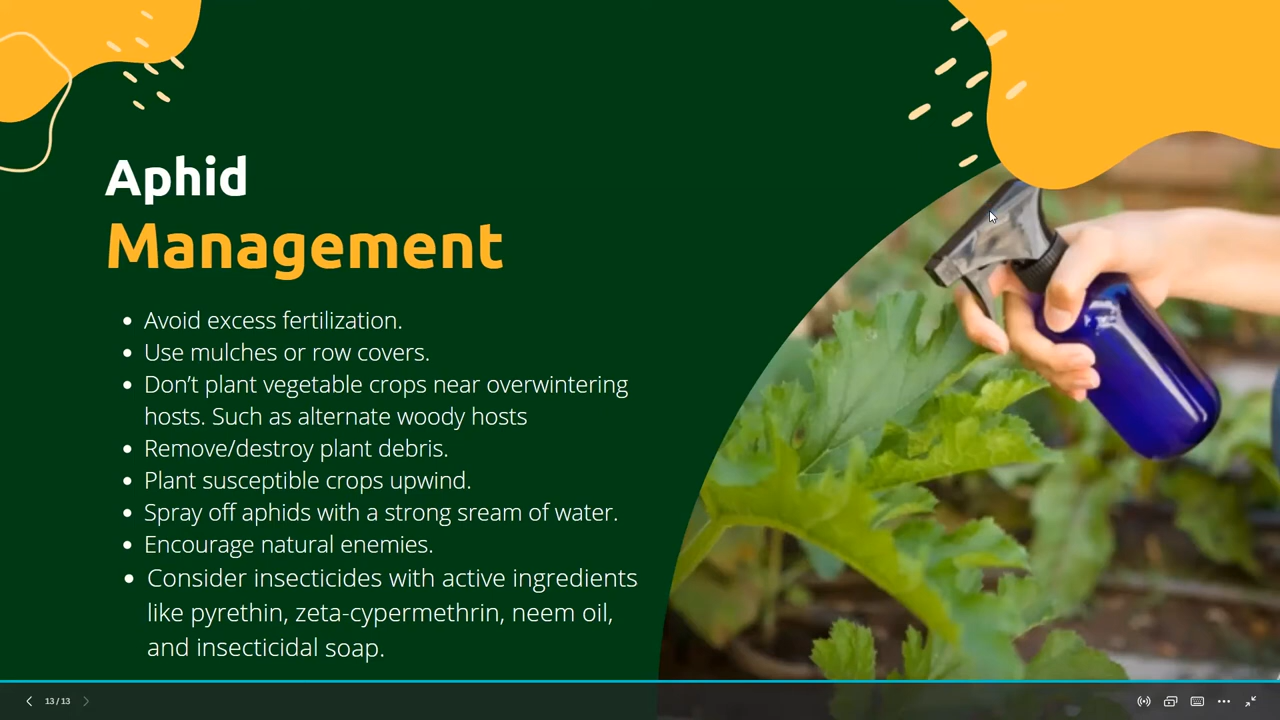 Aphid
Management
• Avoid excess fertilization.
• Use mulches or row covers.
• Don’t plant vegetable crops near overwintering
hosts. Such as alternate woody hosts
• Remove/destroy plant debris.
• Plant susceptible crops upwind.
• Spray off aphids with a strong sream of water.
• Encourage natural enemies.
• Consider insecticides with active ingredients
like pyrethin, zeta-cypermethrin, neem oil,
and insecticidal soap.
13 / 13